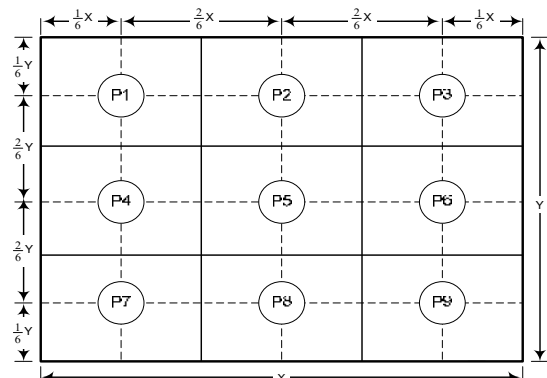 1/6 X 2/6 X 2/6 X 1/6 X
1/6 Y
P1 P2 P3
2/6 Y
P4 P5 P6
Y
2/6 Y
P7 P8 P9
1/6 Y
X